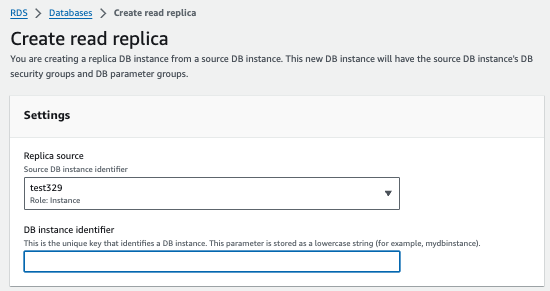 RDS > Databases > Create read replica
Create read replica
You are creating a replica DB instance from a source DB instance. This new DB instance will have the source DB instance's DB
security groups and DB parameter groups.
Settings
Replica source
Source DB instance identifier
test329
Role: Instance
DB instance identifier
This is the unique key that identifies a DB instance. This parameter is stored as a lowercase string (for example, mydbinstance).